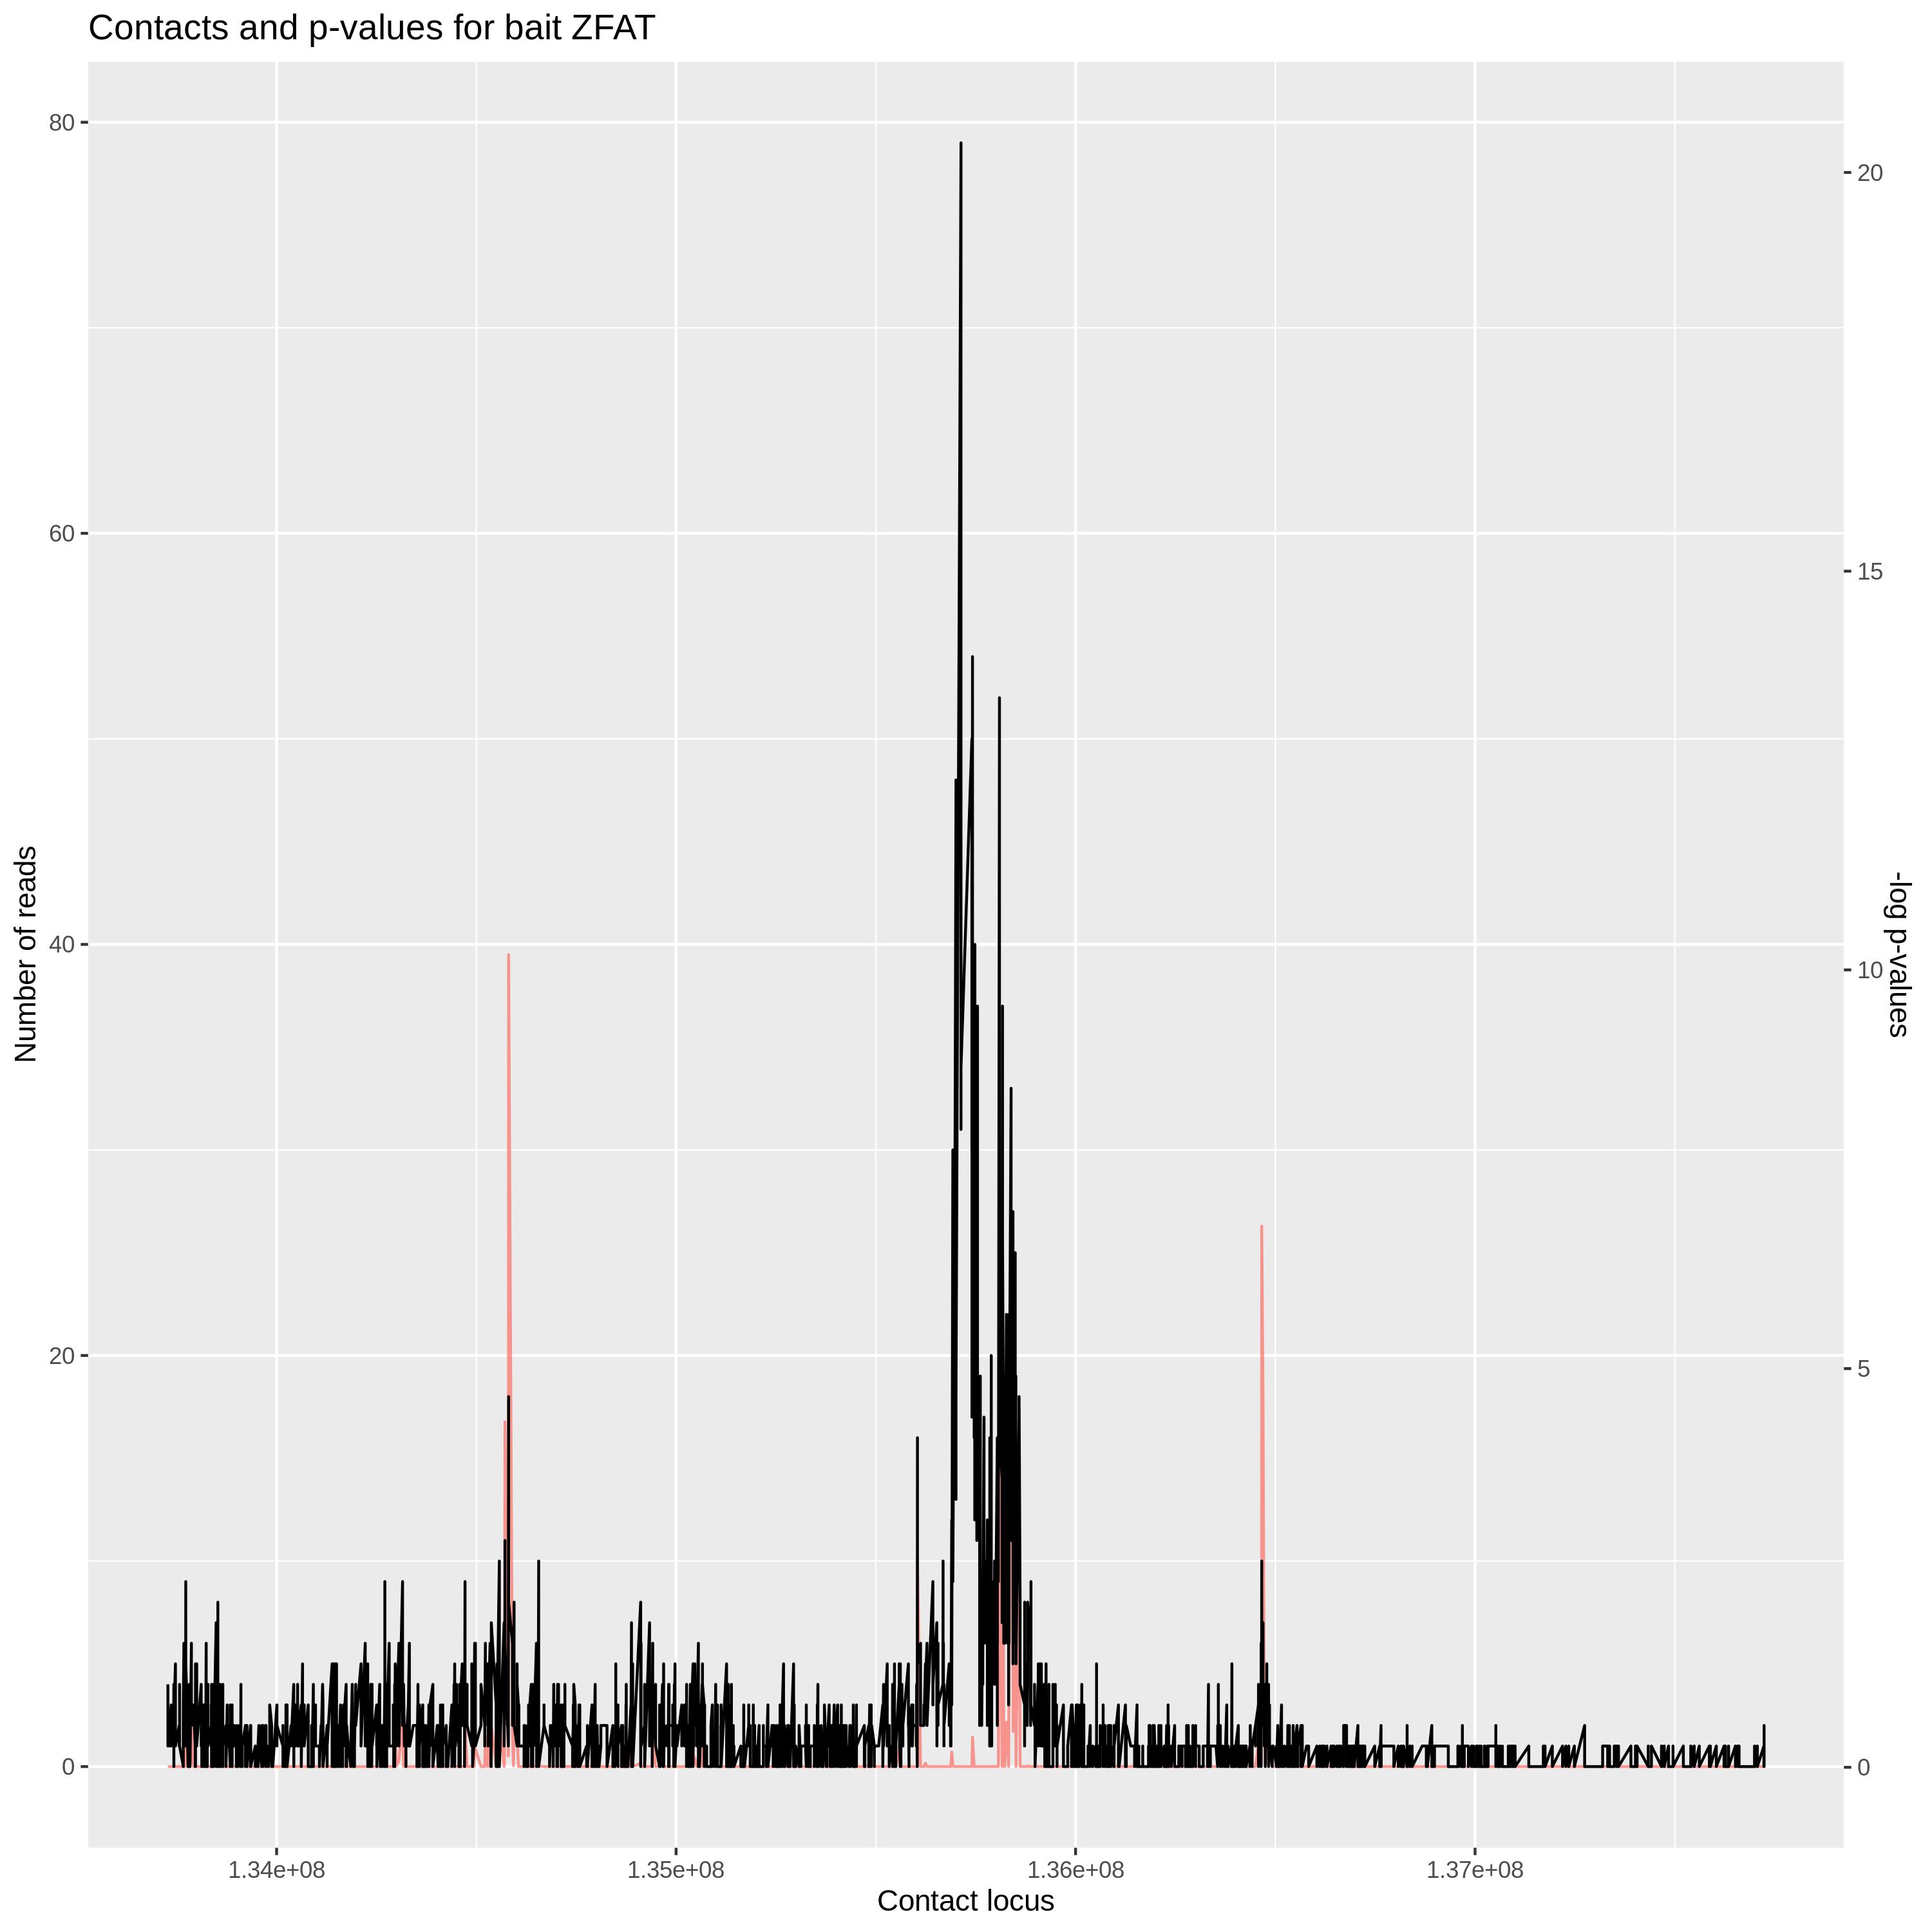 Contacts and p-values for bait ZFAT
80
60
40
20
0
Number of reads
20
15
10
5
0
-log p-values
1.34e+08
1.35e+08
1.36e+08
1.37e+08
Contact locus